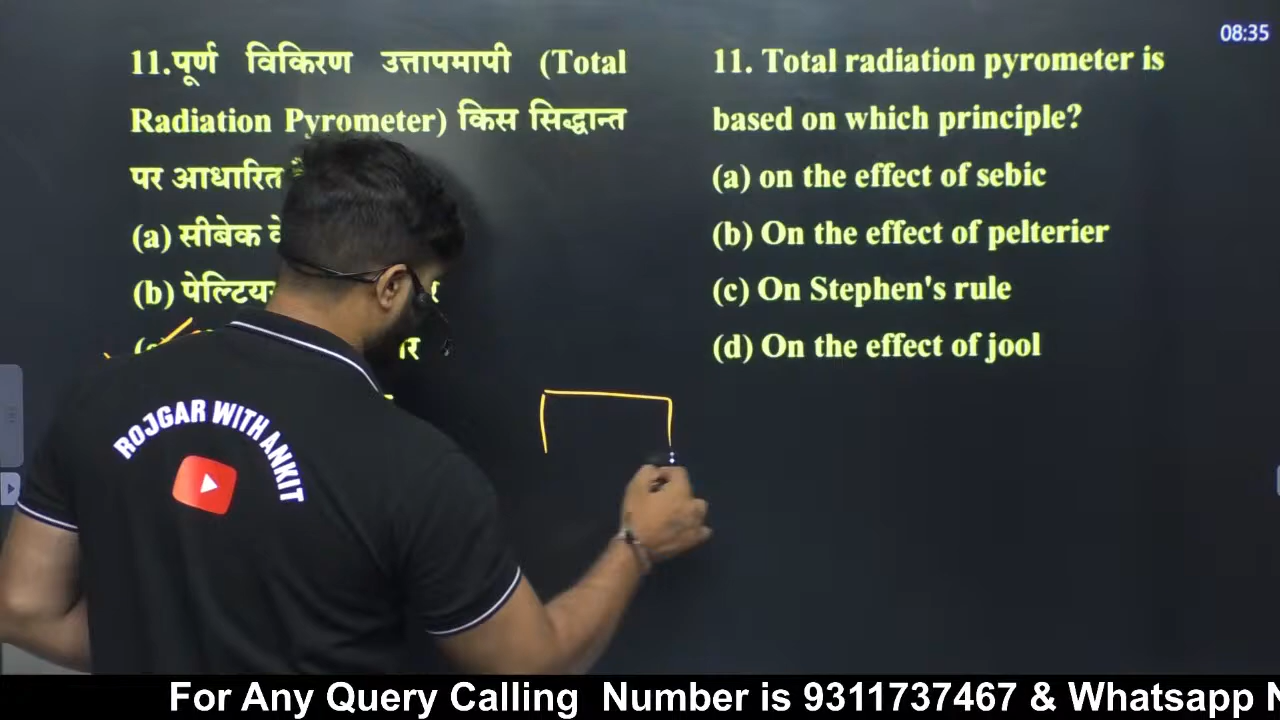 08:35
11.पूर्ण विकिरण उत्तापमापी (Total
Radiation Pyrometer) किस सिद्धान्त
पर आधारित
(a) सीबेक
(b)
11. Total radiation pyrometer is
based on which principle?
(a) on the effect of sebic
(b) On the effect of pelterier
(c) On Stephen's rule
(d) On the effect of jool
ROJGAR WITH ANKIT
For Any Query Calling Number is 9311737467 & Whatsapp